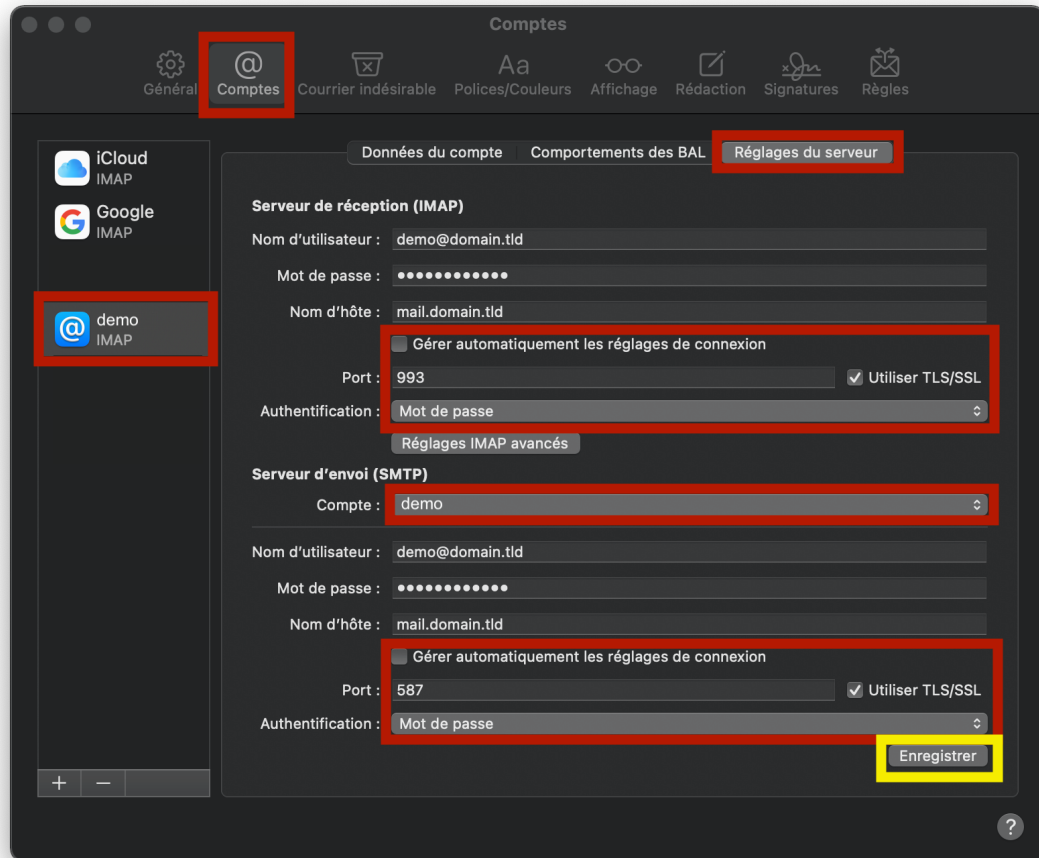 Comptes
Général
Comptes
Courrier indésirable
Aa
Polices/Couleurs
Affichage
Rédaction
Signatures
Règles
iCloud
IMAP
Google
IMAP
demo
IMAP
Données du compte
Comportements des BAL
Réglages du serveur
Serveur de réception (IMAP)
Nom d'utilisateur : demo@domain.tld
Mot de passe : ••••••••••••
Nom d'hôte : mail.domain.tld
Gérer automatiquement les réglages de connexion
Port : 993 Utiliser TLS/SSL
Authentification : Mot de passe
Réglages IMAP avancés
Serveur d'envoi (SMTP)
Compte : demo
Nom d'utilisateur : demo@domain.tld
Mot de passe : ••••••••••••
Nom d'hôte : mail.domain.tld
Gérer automatiquement les réglages de connexion
Port : 587 Utiliser TLS/SSL
Authentification : Mot de passe
Enregistrer
+ −
?